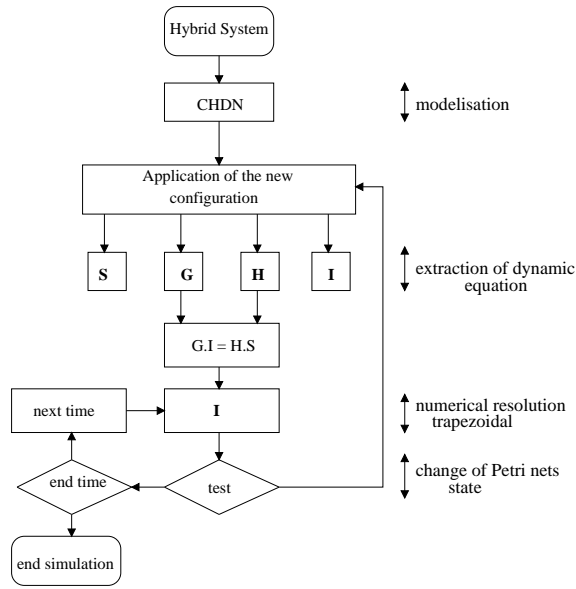 Hybrid System
CHDN
modelisation
Application of the new
configuration
S
G
H
I
extraction of dynamic
equation
G.I = H.S
next time
I
numerical resolution
trapezoidal
end time
test
change of Petri nets
state
end simulation